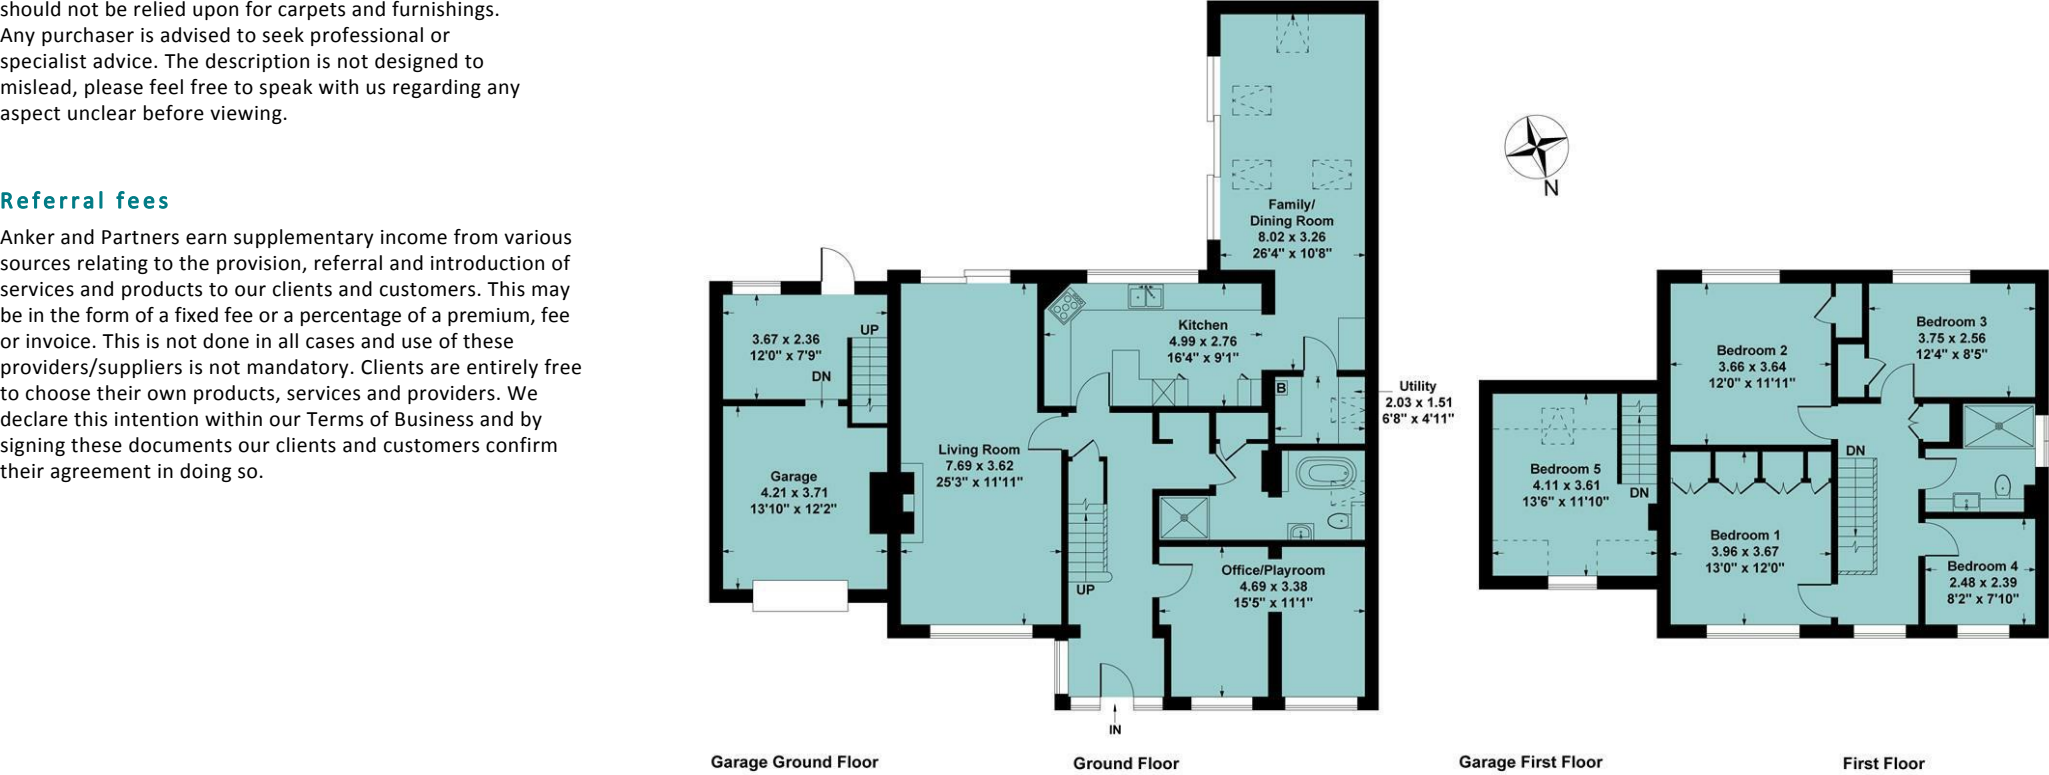 should not be relied upon for carpets and furnishings.
Any purchaser is advised to seek professional or
specialist advice. The description is not designed to
mislead, please feel free to speak with us regarding any
aspect unclear before viewing.
Referral fees
Anker and Partners earn supplementary income from various
sources relating to the provision, referral and introduction of
services and products to our clients and customers. This may
be in the form of a fixed fee or a percentage of a premium, fee
or invoice. This is not done in all cases and use of these
providers/suppliers is not mandatory. Clients are entirely free
to choose their own products, services and providers. We
declare this intention within our Terms of Business and by
signing these documents our clients and customers confirm
their agreement in doing so.
3.67 x 2.36
12'0" x 7'9"
UP
DN
Garage
4.21 x 3.71
13'10" x 12'2"
Garage Ground Floor
Family/
Dining Room
8.02 x 3.26
26'4" x 10'8"
Kitchen
4.99 x 2.76
16'4" x 9'1"
B
Utility
2.03 x 1.51
6'8" x 4'11"
Living Room
7.69 x 3.62
25'3" x 11'11"
UP
Office/Playroom
4.69 x 3.38
15'5" x 11'1"
IN
Ground Floor
N
Bedroom 5
4.11 x 3.61
13'6" x 11'10"
DN
Garage First Floor
Bedroom 2
3.66 x 3.64
12'0" x 11'11"
Bedroom 3
3.75 x 2.56
12'4" x 8'5"
DN
Bedroom 1
3.96 x 3.67
13'0" x 12'0"
Bedroom 4
2.48 x 2.39
8'2" x 7'10"
First Floor